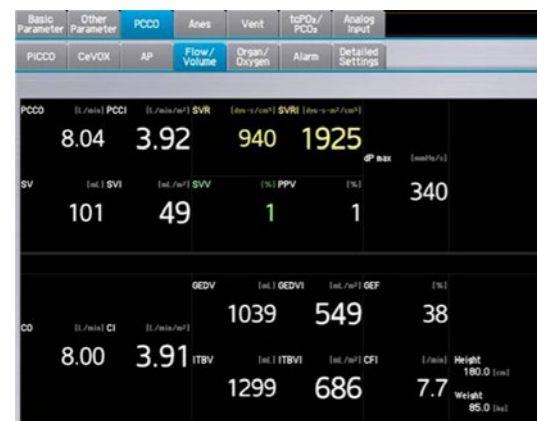 Basic Parameter Other Parameter PCCO Anes Vent tcPO₂/PCO₂ Analog Input
PiCCO CeVOX AP Flow/Volume Organ/Oxygen Alarm Detailed Settings
PCCO [L/min] PCCI [L/min/m²] SVR [dyn·s/cm⁵] SVRI [dyn·s·m²/cm⁵]
8.04 3.92 940 1925
dP max [mmHg/s]
340
SV [mL] SVI [mL/m²] SVV [%] PPV [%]
101 49 1 1
GEDV [mL] GEDVI [mL/m²] GEF [%]
1039 549 38
CO [L/min] CI [L/min/m²]
8.00 3.91
ITBV [mL] ITBVI [mL/m²] CFI [/min]
1299 686 7.7
Height
180.0 [cm]
Weight
85.0 [kg]